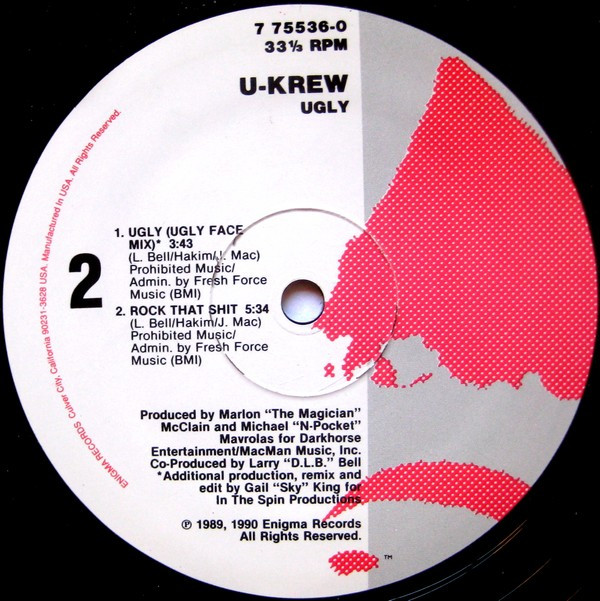 7 75536-0
33⅓ RPM
U-KREW
UGLY
2
1. UGLY (UGLY FACE
MIX)* 3:43
(L. Bell/Hakim/J. Mac)
Prohibited Music/
Admin. by Fresh Force
Music (BMI)
2. ROCK THAT SHIT 5:34
(L. Bell/Hakim/J. Mac)
Prohibited Music/
Admin. by Fresh Force
Music (BMI)
Produced by Marlon "The Magician"
McClain and Michael "N-Pocket"
Mavrolas for Darkhorse
Entertainment/MacMan Music, Inc.
Co-Produced by Larry "D.L.B." Bell
*Additional production, remix and
edit by Gail "Sky" King for
In The Spin Productions
℗ 1989, 1990 Enigma Records
All Rights Reserved.
ENIGMA RECORDS Culver City, California 90231-3628 USA. Manufactured In USA. All Rights Reserved.
TM